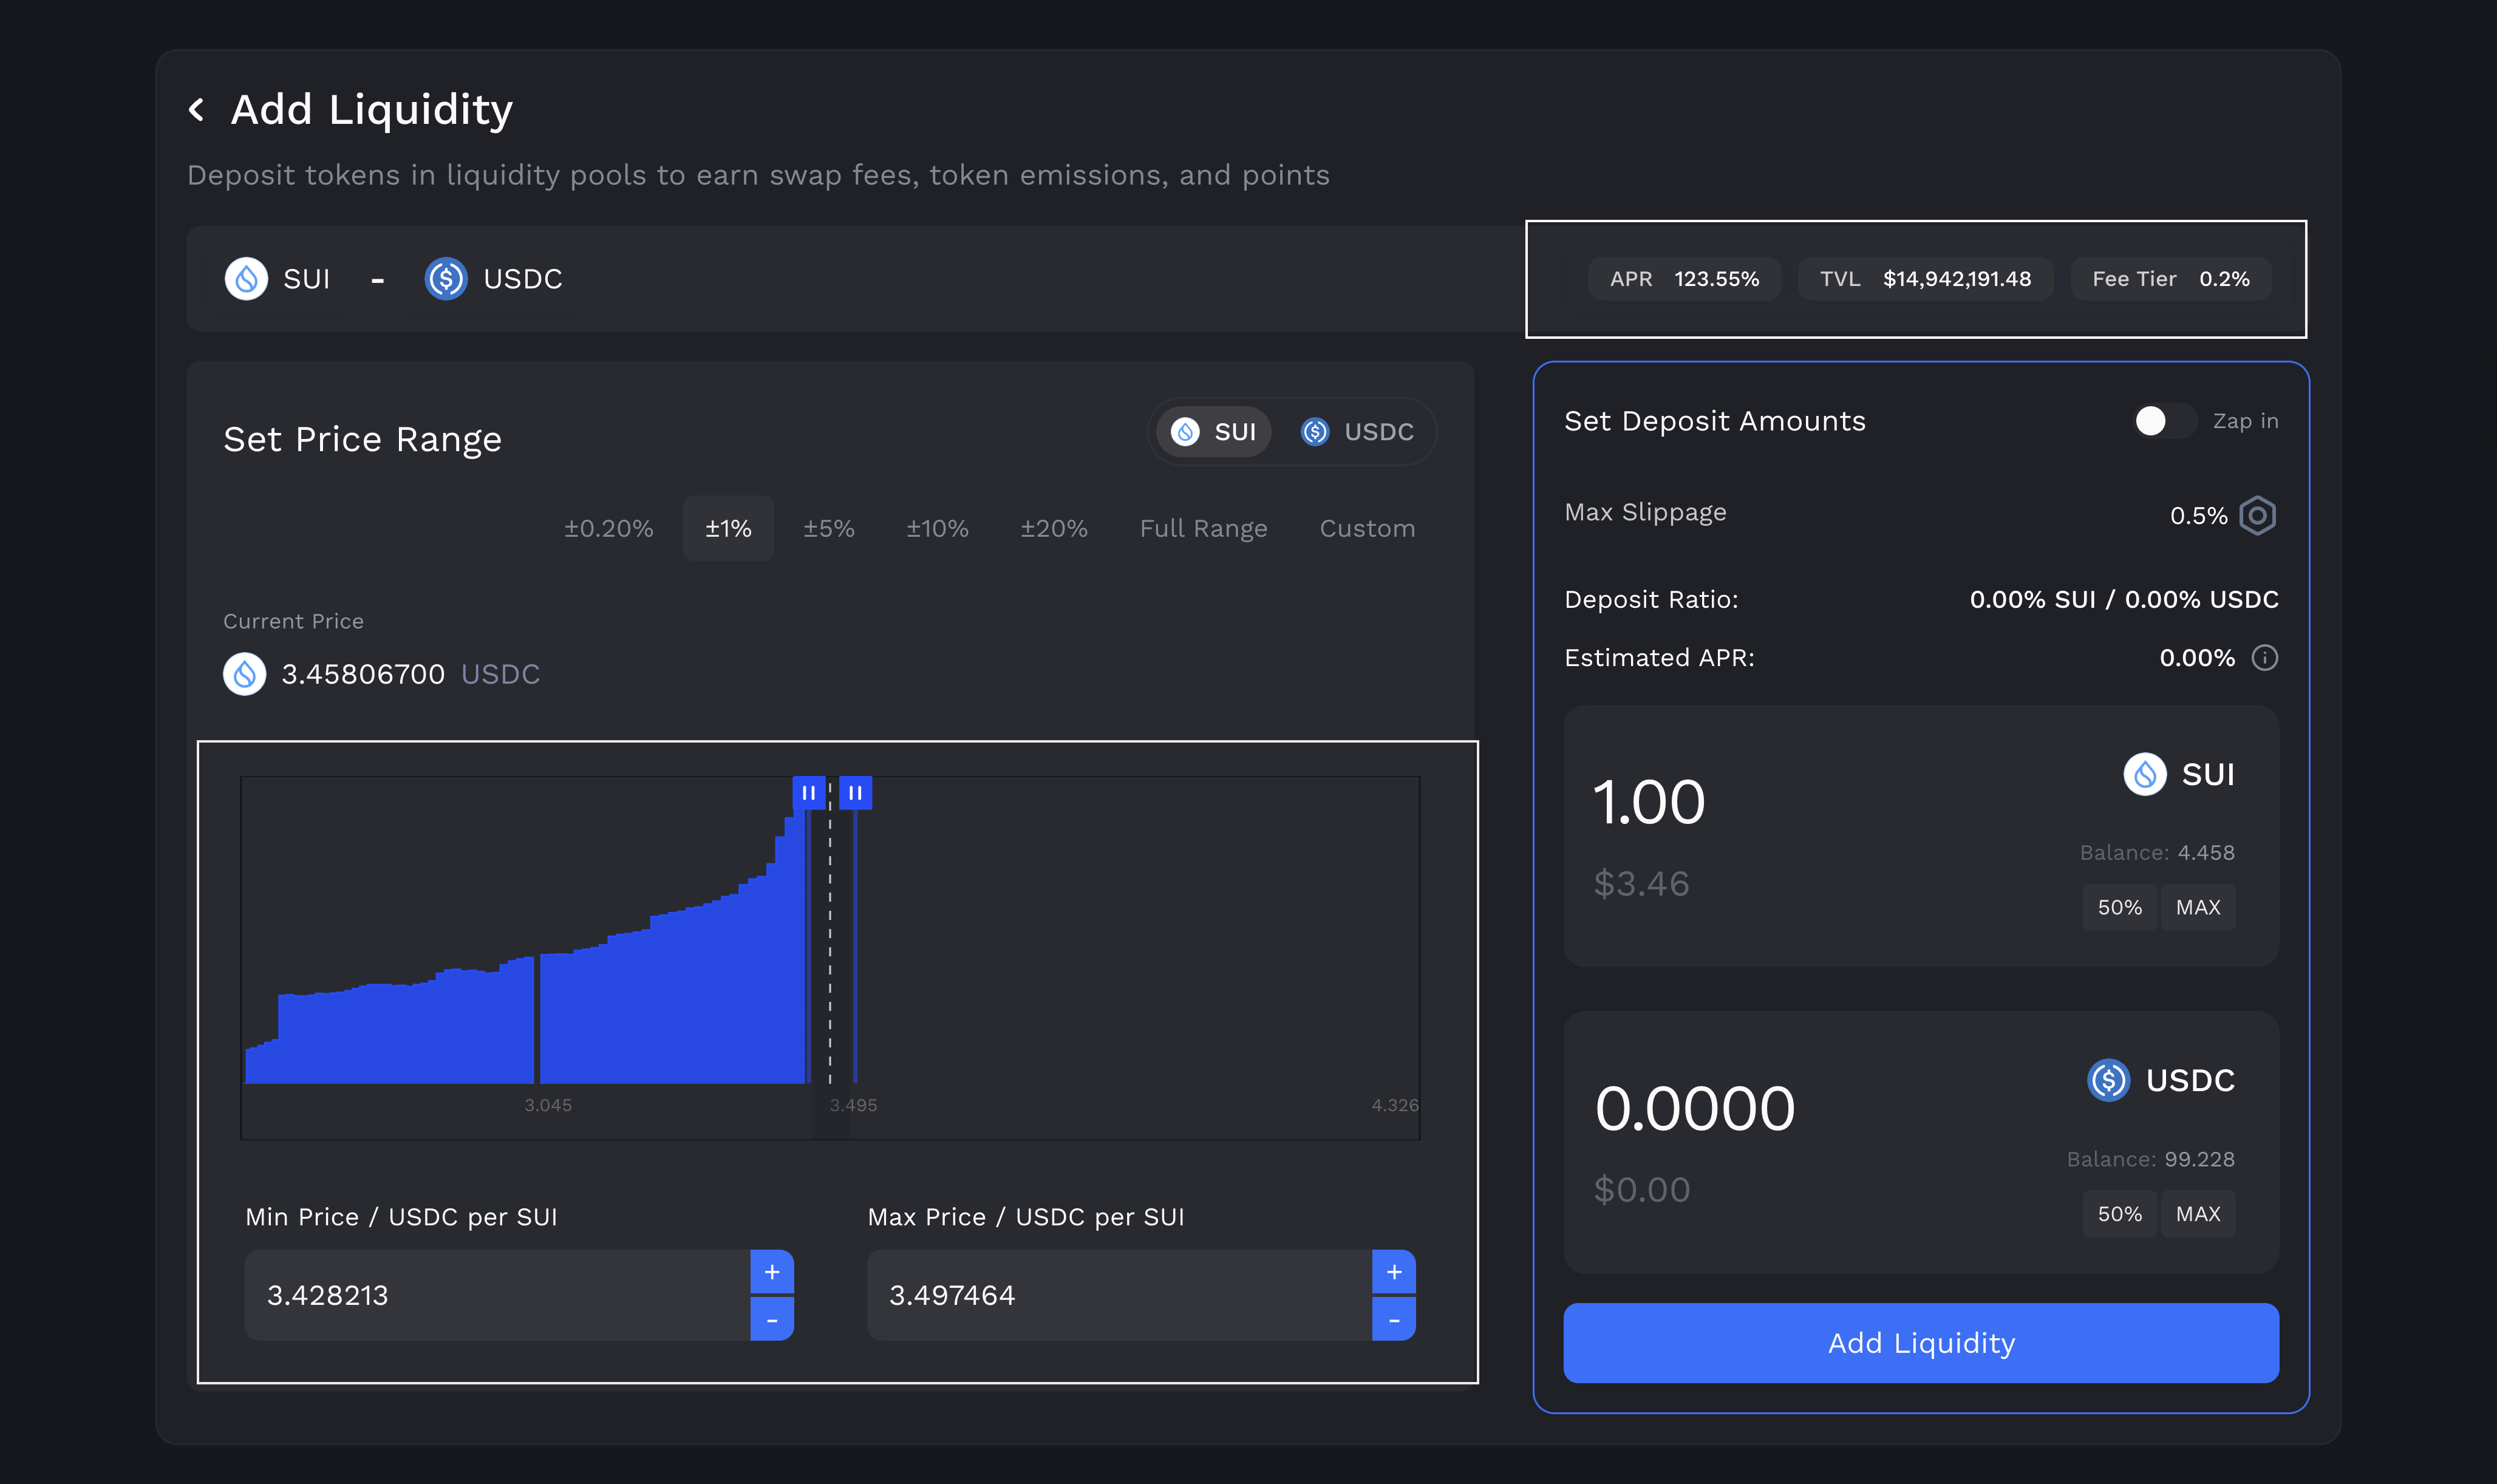 Add Liquidity
Deposit tokens in liquidity pools to earn swap fees, token emissions, and points
SUI - USDC
APR 123.55% TVL $14,942,191.48 Fee Tier 0.2%
Set Price Range
SUI USDC
±0.20% ±1% ±5% ±10% ±20% Full Range Custom
Current Price
3.45806700 USDC
3.045 3.495 4.326
Min Price / USDC per SUI
3.428213
+
-
Max Price / USDC per SUI
3.497464
+
-
Set Deposit Amounts
Zap in
Max Slippage 0.5%
Deposit Ratio: 0.00% SUI / 0.00% USDC
Estimated APR: 0.00%
1.00 SUI
$3.46
Balance: 4.458
50% MAX
0.0000 USDC
$0.00
Balance: 99.228
50% MAX
Add Liquidity